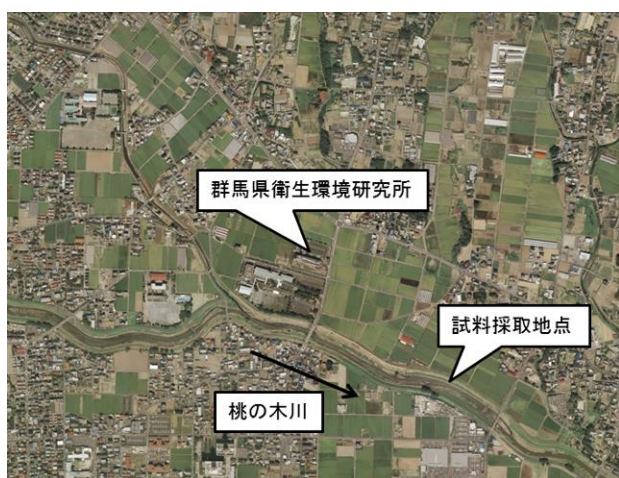 群馬県衛生環境研究所
試料採取地点
桃の木川